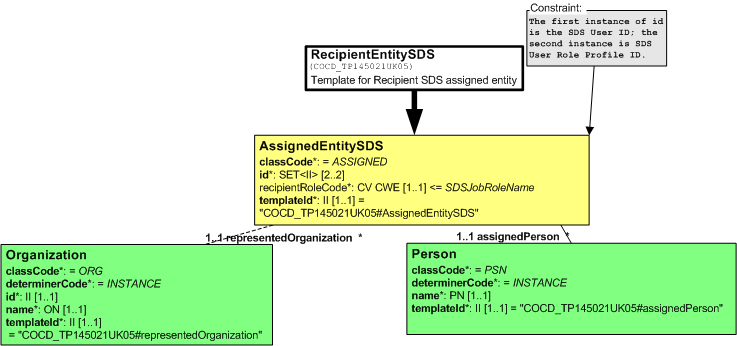 Constraint:
The first instance of id
is the SDS User ID; the
second instance is SDS
User Role Profile ID.
RecipientEntitySDS
(COCD_TP145021UK05)
Template for Recipient SDS assigned entity
AssignedEntitySDS
classCode*: = ASSIGNED
id*: SET<II> [2..2]
recipientRoleCode*: CV CWE [1..1] <= SDSJobRoleName
templateId*: II [1..1] =
"COCD_TP145021UK05#AssignedEntitySDS"
1..1 representedOrganization *
1..1 assignedPerson *
Organization
classCode*: = ORG
determinerCode*: = INSTANCE
id*: II [1..1]
name*: ON [1..1]
templateId*: II [1..1]
= "COCD_TP145021UK05#representedOrganization"
Person
classCode*: = PSN
determinerCode*: = INSTANCE
name*: PN [1..1]
templateId*: II [1..1] = "COCD_TP145021UK05#assignedPerson"